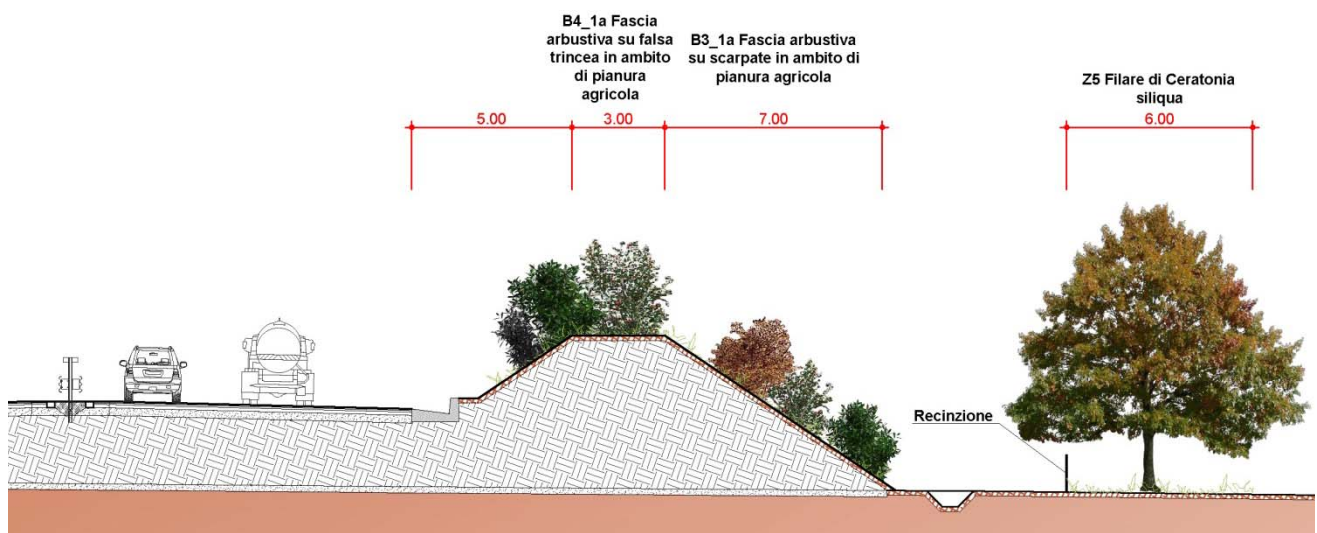 B4_1a Fascia
arbustiva su falsa
trincea in ambito
di pianura
agricola
B3_1a Fascia arbustiva
su scarpate in ambito di
pianura agricola
Z5 Filare di Ceratonia
siliqua
5.00
3.00
7.00
6.00
Recinzione